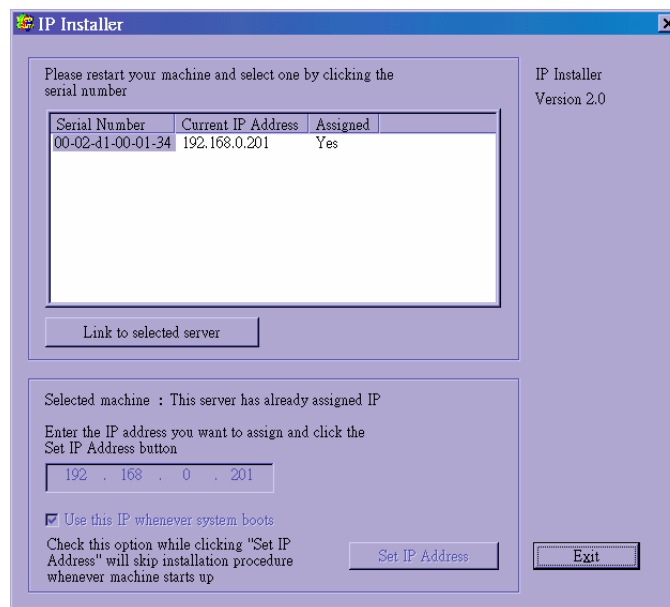 IP Installer
Please restart your machine and select one by clicking the
serial number
IP Installer
Version 2.0
Serial Number Current IP Address Assigned
00-02-d1-00-01-34 192.168.0.201 Yes
Link to selected server
Selected machine : This server has already assigned IP
Enter the IP address you want to assign and click the
Set IP Address button
192 . 168 . 0 . 201
Use this IP whenever system boots
Check this option while clicking "Set IP
Address" will skip installation procedure
whenever machine starts up
Set IP Address
Exit